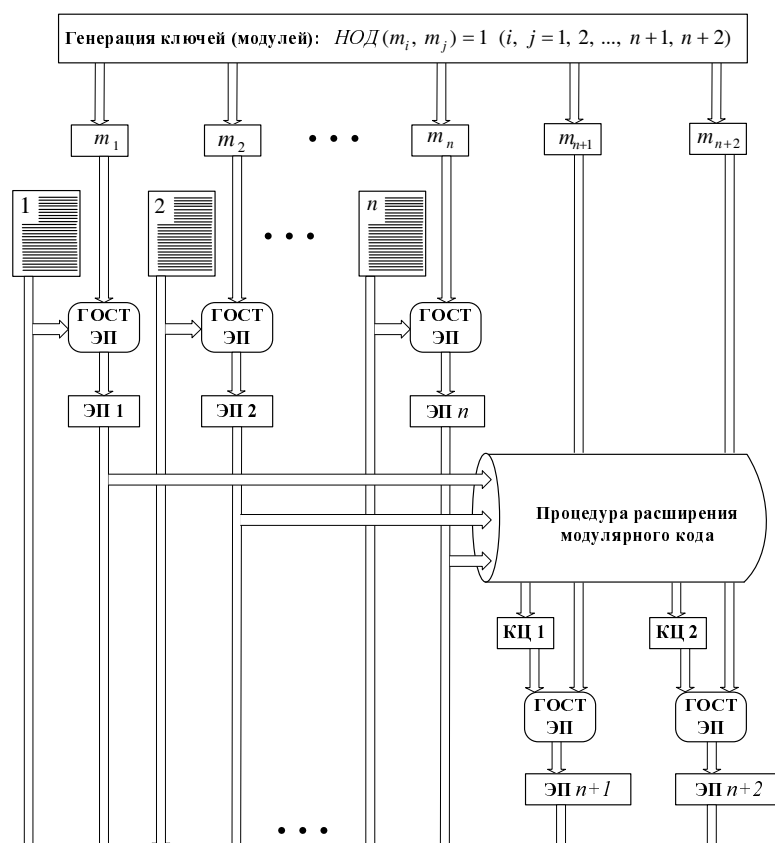 Генерация ключей (модулей): НОД(m_i, m_j) = 1 (i, j = 1, 2, ..., n+1, n+2)
m_1 m_2 • • • m_n m_{n+1} m_{n+2}
1 2 • • • n
ГОСТ ЭП
ГОСТ ЭП
ГОСТ ЭП
ЭП 1
ЭП 2
ЭП n
Процедура расширения
модулярного кода
КЦ 1
КЦ 2
ГОСТ ЭП
ГОСТ ЭП
ЭП n+1
ЭП n+2
• • •